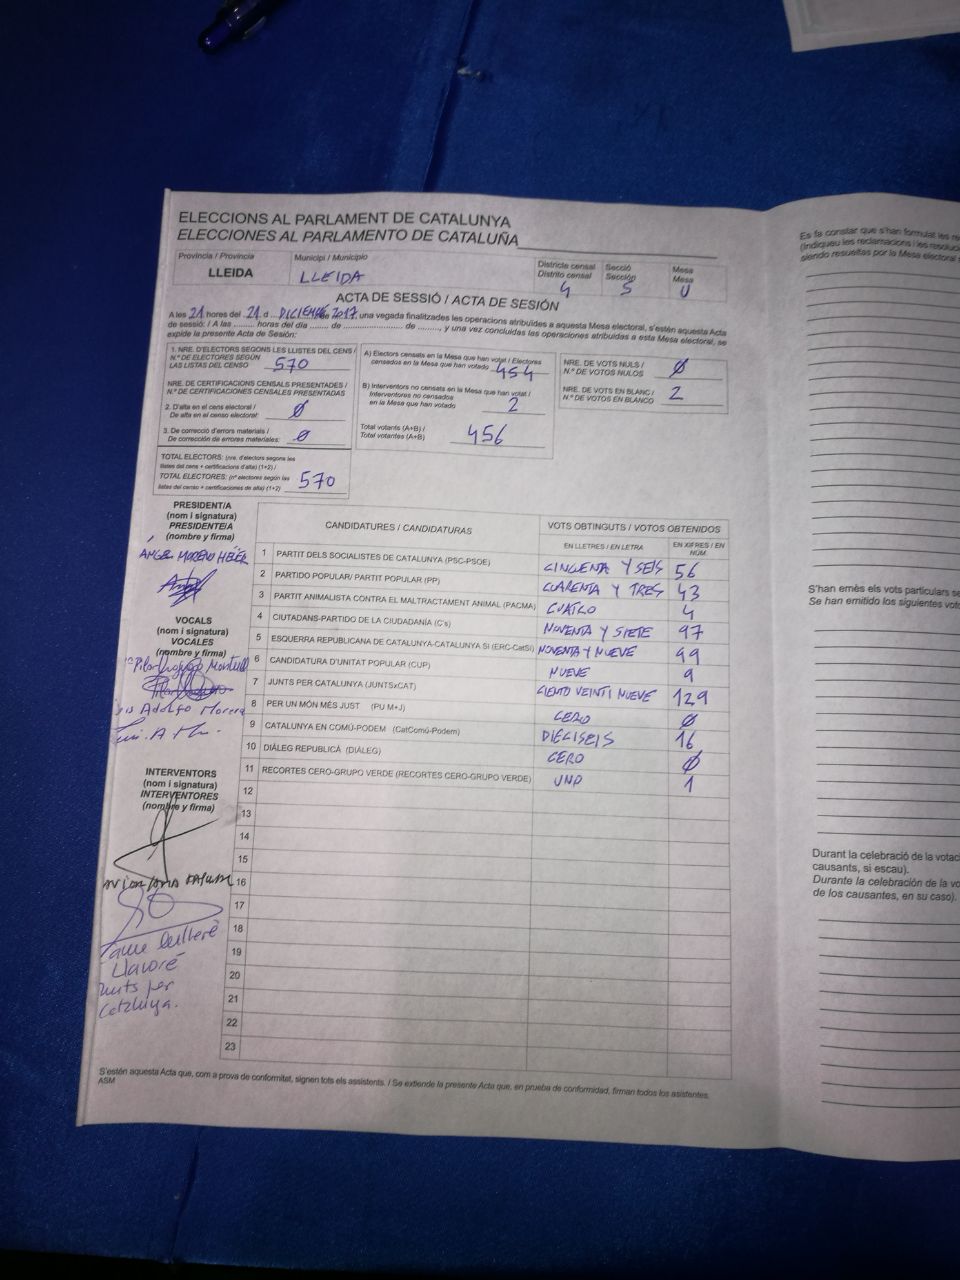 ELECCIONS AL PARLAMENT DE CATALUNYA
ELECCIONES AL PARLAMENTO DE CATALUÑA
Província / Provincia
LLEIDA
Municipi / Municipio
LLEIDA
Districte censal
Distrito censal
4
Secció
Sección
5
Mesa
Mesa
U
ACTA DE SESSIÓ / ACTA DE SESIÓN
A les 21 hores del 21 d DICIEMBRE de 2017, una vegada finalitzades les operacions atribuïdes a aquesta Mesa electoral, s'estén aquesta Acta
de sessió: / A las ......... horas del día ...... de .................. de ........, y una vez concluidas las operaciones atribuidas a esta Mesa electoral, se
expide la presente Acta de Sesión:
1. NRE. D'ELECTORS SEGONS LES LLISTES DEL CENS /
N.º DE ELECTORES SEGÚN
LAS LISTAS DEL CENSO 570
NRE. DE CERTIFICACIONS CENSALS PRESENTADES /
N.º DE CERTIFICACIONES CENSALES PRESENTADAS
2. D'alta en el cens electoral /
De alta en el censo electoral: 0
3. De correcció d'errors materials /
De corrección de errores materiales: 0
TOTAL ELECTORS: (nre. d'electors segons les
llistes del cens + certificacions d'alta) (1+2) /
TOTAL ELECTORES: (nº electores según las
listas del censo + certificaciones de alta) (1+2) 570
A) Electors censats en la Mesa que han votat / Electores
censados en la Mesa que han votado 454
B) Interventors no censats en la Mesa que han votat /
Interventores no censados
en la Mesa que han votado 2
Total votants (A+B) /
Total votantes (A+B) 456
NRE. DE VOTS NULS /
N.º DE VOTOS NULOS 0
NRE. DE VOTS EN BLANC /
N.º DE VOTOS EN BLANCO 2
PRESIDENT/A
(nom i signatura)
PRESIDENTE/A
(nombre y firma)
ÁNGEL MORENO
VOCALS
(nom i signatura)
VOCALES
(nombre y firma)
Adolfo Morera
INTERVENTORS
(nom i signatura)
INTERVENTORES
(nombre y firma)
Llavoré
Junts per
Catalunya.
CANDIDATURES / CANDIDATURAS
VOTS OBTINGUTS / VOTOS OBTENIDOS
EN LLETRES / EN LETRA
EN XIFRES / EN NÚM.
1 PARTIT DELS SOCIALISTES DE CATALUNYA (PSC-PSOE) CINCUENTA Y SEIS 56
2 PARTIDO POPULAR/ PARTIT POPULAR (PP) CUARENTA Y TRES 43
3 PARTIT ANIMALISTA CONTRA EL MALTRACTAMENT ANIMAL (PACMA) CUATRO 4
4 CIUTADANS-PARTIDO DE LA CIUDADANÍA (C's) NOVENTA Y SIETE 97
5 ESQUERRA REPUBLICANA DE CATALUNYA-CATALUNYA SÍ (ERC-CatSí) NOVENTA Y NUEVE 99
6 CANDIDATURA D'UNITAT POPULAR (CUP) NUEVE 9
7 JUNTS PER CATALUNYA (JUNTSxCAT) CIENTO VEINTINUEVE 129
8 PER UN MÓN MÉS JUST (PU M+J) CERO 0
9 CATALUNYA EN COMÚ-PODEM (CatComú-Podem) DIECISEIS 16
10 DIÀLEG REPUBLICÀ (DIÀLEG) CERO 0
11 RECORTES CERO-GRUPO VERDE (RECORTES CERO-GRUPO VERDE) UNO 1
12
13
14
15
16
17
18
19
20
21
22
23
S'estén aquesta Acta que, com a prova de conformitat, signen tots els assistents. / Se extiende la presente Acta que, en prueba de conformidad, firman todos los asistentes.
ASM
Es fa constar que s'han formulat les re
(indiqueu les reclamacions i les resoluc
siendo resueltas por la Mesa electoral
S'han emès els vots particulars se
Se han emitido los siguientes voto
Durant la celebració de la votaci
causants, si escau).
Durante la celebración de la vo
de los causantes, en su caso).